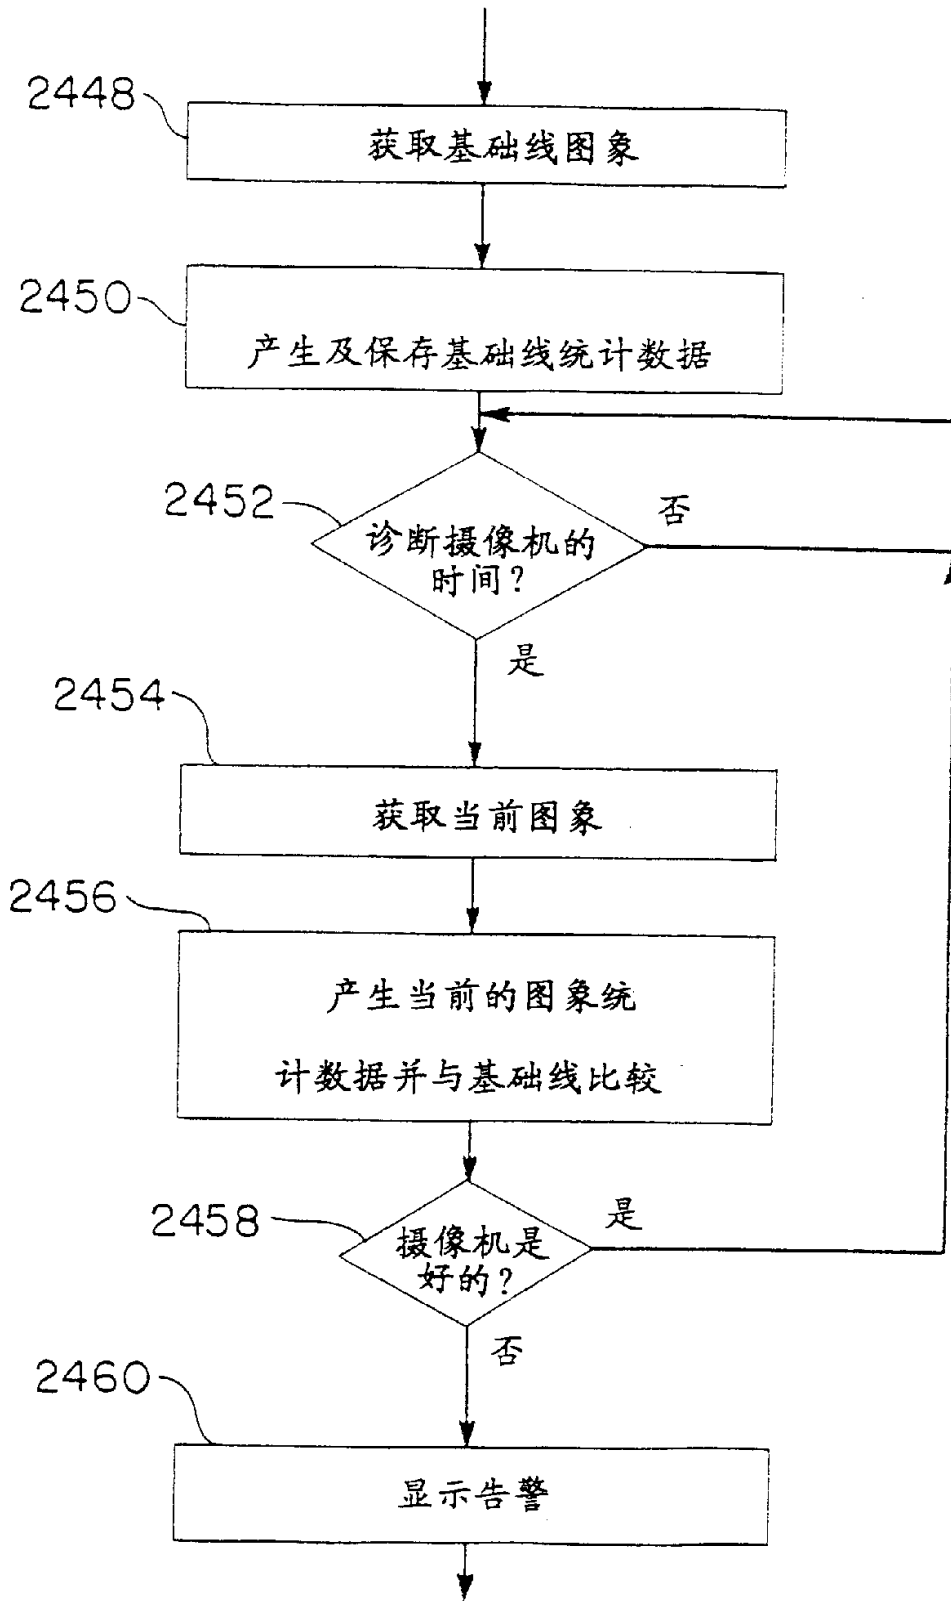 2448
获取基础线图象
2450
产生及保存基础线统计数据
2452
否
诊断摄像机的
时间？
是
2454
获取当前图象
2456
产生当前的图象统
计数据并与基础线比较
2458
是
摄像机是
好的？
否
2460
显示告警